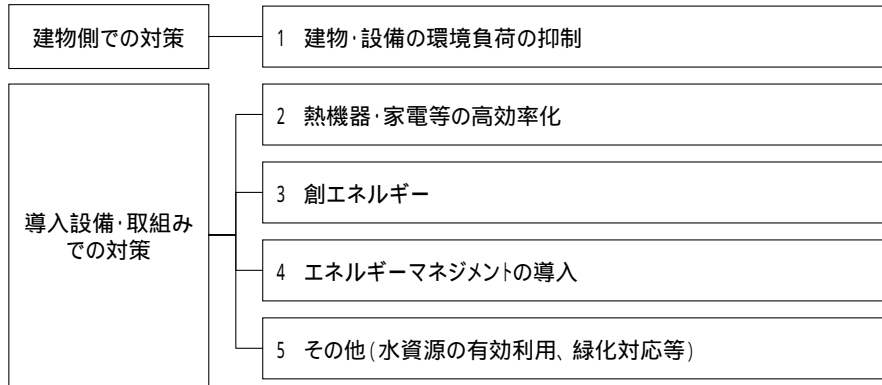 建物側での対策
1 建物・設備の環境負荷の抑制
導入設備・取組み
での対策
2 熱機器・家電等の高効率化
3 創エネルギー
4 エネルギーマネジメントの導入
5 その他(水資源の有効利用、緑化対応等)